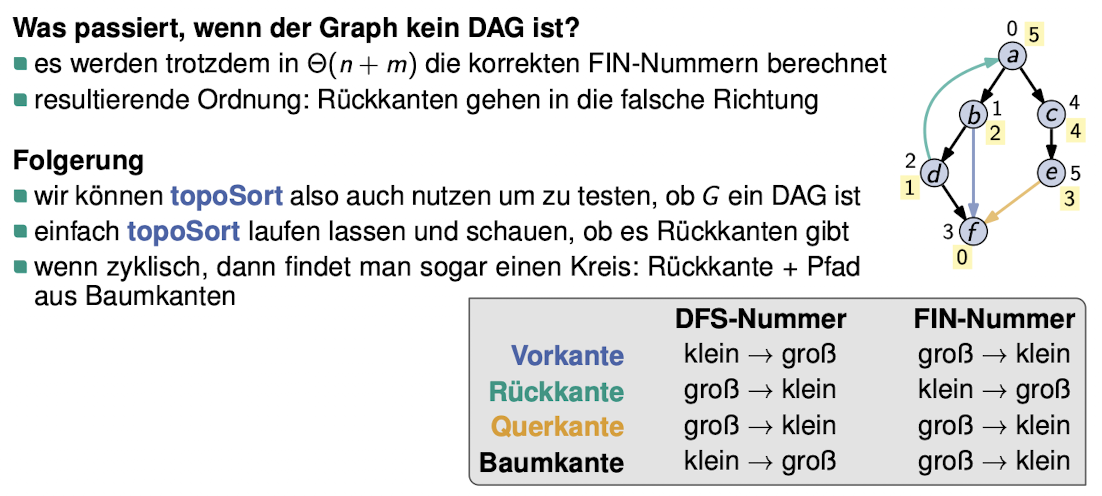 Was passiert, wenn der Graph kein DAG ist?
es werden trotzdem in Θ(n + m) die korrekten FIN-Nummern berechnet
resultierende Ordnung: Rückkanten gehen in die falsche Richtung
Folgerung
wir können topoSort also auch nutzen um zu testen, ob G ein DAG ist
einfach topoSort laufen lassen und schauen, ob es Rückkanten gibt
wenn zyklisch, dann findet man sogar einen Kreis: Rückkante + Pfad
aus Baumkanten
0 5
a
b 1
2
c 4
4
2
d
1
e 5
3
3 f
0
DFS-Nummer FIN-Nummer
Vorkante klein → groß groß → klein
Rückkante groß → klein klein → groß
Querkante groß → klein groß → klein
Baumkante klein → groß groß → klein